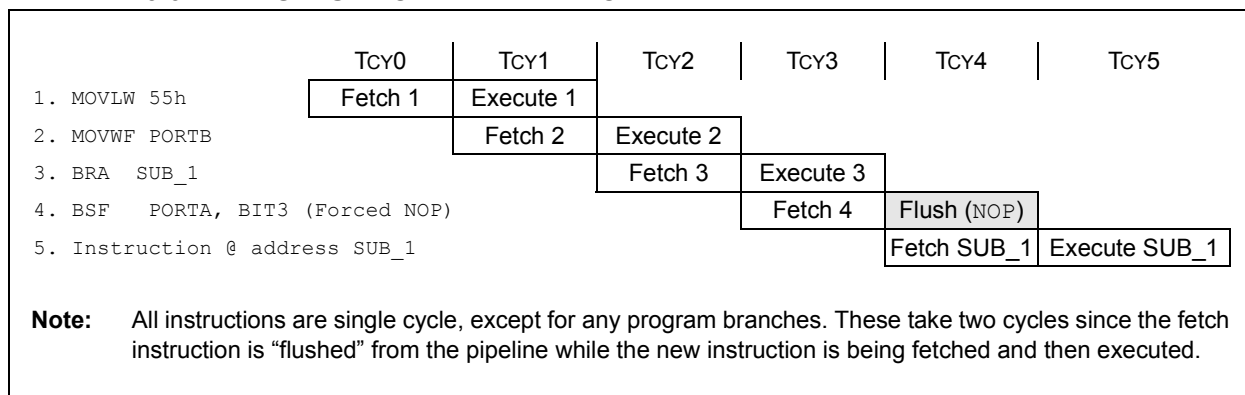 TCY0 TCY1 TCY2 TCY3 TCY4 TCY5
1. MOVLW 55h Fetch 1 Execute 1
2. MOVWF PORTB Fetch 2 Execute 2
3. BRA SUB_1 Fetch 3 Execute 3
4. BSF PORTA, BIT3 (Forced NOP) Fetch 4 Flush (NOP)
5. Instruction @ address SUB_1 Fetch SUB_1 Execute SUB_1
Note: All instructions are single cycle, except for any program branches. These take two cycles since the fetch
instruction is “flushed” from the pipeline while the new instruction is being fetched and then executed.